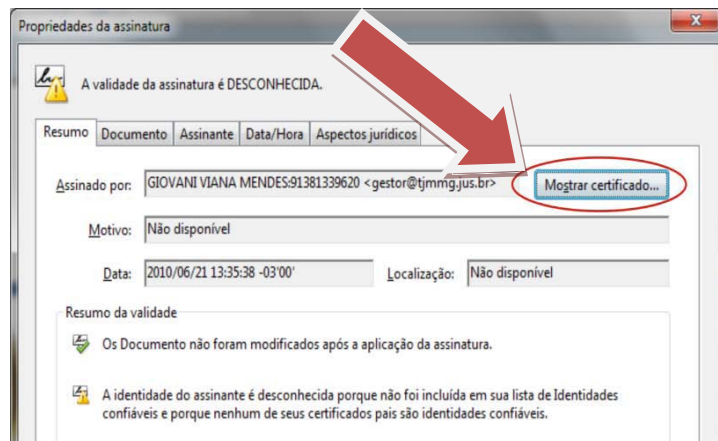 Propriedades da assinatura
A validade da assinatura é DESCONHECIDA.
Resumo Documento Assinante Data/Hora Aspectos jurídicos
Assinado por: GIOVANI VIANA MENDES:91381339620 <gestor@tjmmg.jus.br> Mostrar certificado...
Motivo: Não disponível
Data: 2010/06/21 13:35:38 -03'00' Localização: Não disponível
Resumo da validade
Os Documento não foram modificados após a aplicação da assinatura.
A identidade do assinante é desconhecida porque não foi incluída em sua lista de Identidades
confiáveis e porque nenhum de seus certificados pais são identidades confiáveis.